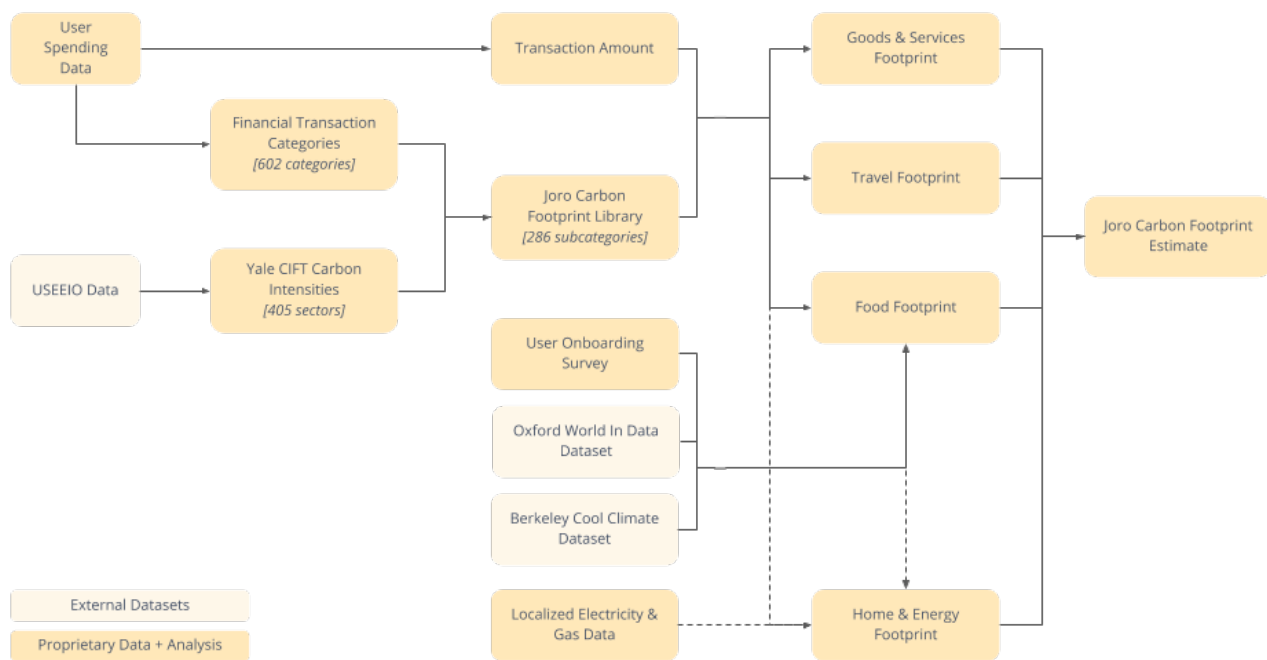 User
Spending
Data
Transaction Amount
Goods & Services
Footprint
Financial Transaction
Categories
[602 categories]
Travel Footprint
Joro Carbon
Footprint Library
[286 subcategories]
Joro Carbon Footprint
Estimate
USEEIO Data
Yale CIFT Carbon
Intensities
[405 sectors]
Food Footprint
User Onboarding
Survey
Oxford World In Data
Dataset
Berkeley Cool Climate
Dataset
Localized Electricity &
Gas Data
Home & Energy
Footprint
External Datasets
Proprietary Data + Analysis